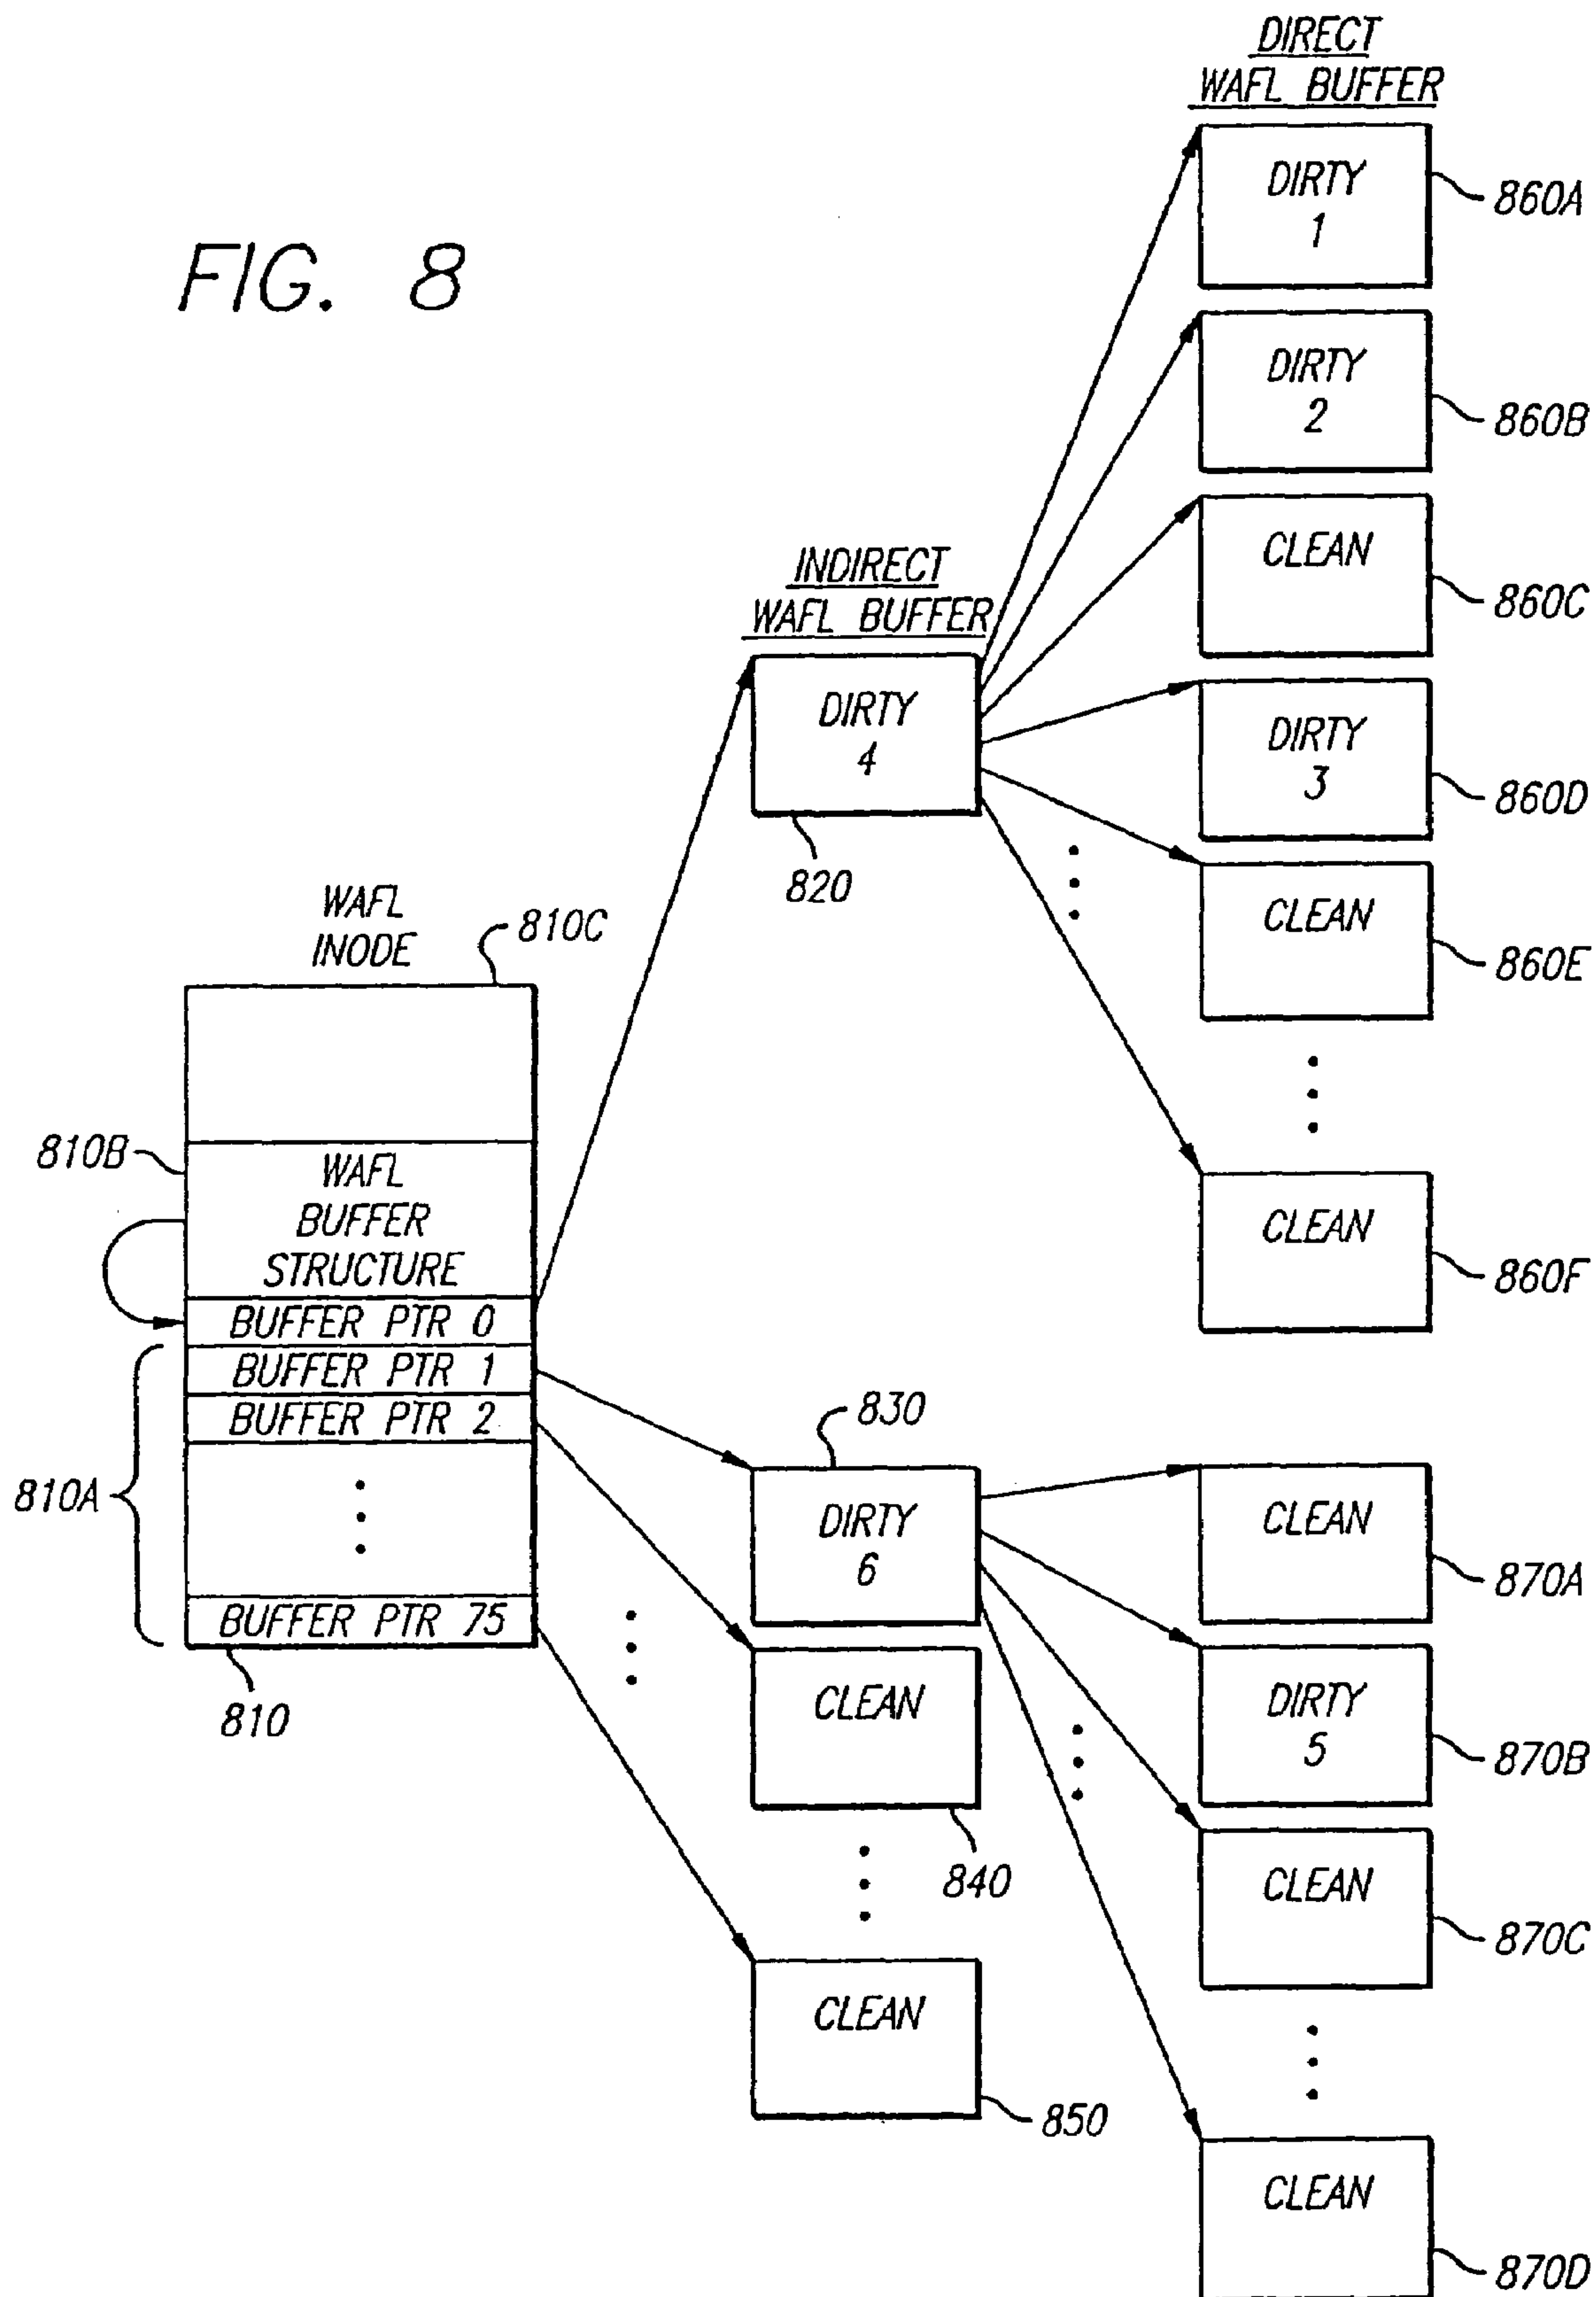 FIG. 8
DIRECT
WAFL BUFFER
DIRTY
1
860A
DIRTY
2
860B
CLEAN
860C
DIRTY
3
860D
CLEAN
860E
CLEAN
860F
INDIRECT
WAFL BUFFER
DIRTY
4
820
WAFL
INODE
810C
810B
WAFL
BUFFER
STRUCTURE
BUFFER PTR 0
BUFFER PTR 1
BUFFER PTR 2
810A
BUFFER PTR 75
810
830
DIRTY
6
CLEAN
840
CLEAN
850
CLEAN
870A
DIRTY
5
870B
CLEAN
870C
CLEAN
870D